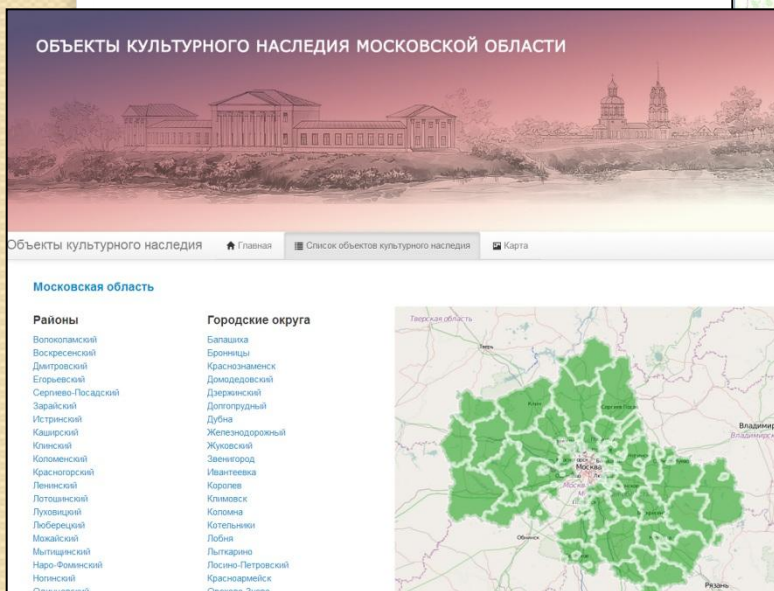 ОБЪЕКТЫ КУЛЬТУРНОГО НАСЛЕДИЯ МОСКОВСКОЙ ОБЛАСТИ
Объекты культурного наследия Главная Список объектов культурного наследия Карта
Московская область
Районы
Волоколамский
Воскресенский
Дмитровский
Егорьевский
Сергиево-Посадский
Зарайский
Истринский
Каширский
Клинский
Коломенский
Красногорский
Ленинский
Лотошинский
Луховицкий
Люберецкий
Можайский
Мытищинский
Наро-Фоминский
Ногинский
Городские округа
Балашиха
Бронницы
Краснознаменск
Домодедовский
Дзержинский
Долгопрудный
Дубна
Железнодорожный
Жуковский
Звенигород
Ивантеевка
Королев
Климовск
Коломна
Котельники
Лобня
Лыткарино
Лосино-Петровский
Красноармейск
Тверская область
Тверь
Клин
Сергиев Посад
Владимир
Москва
Обнинск
Рязань